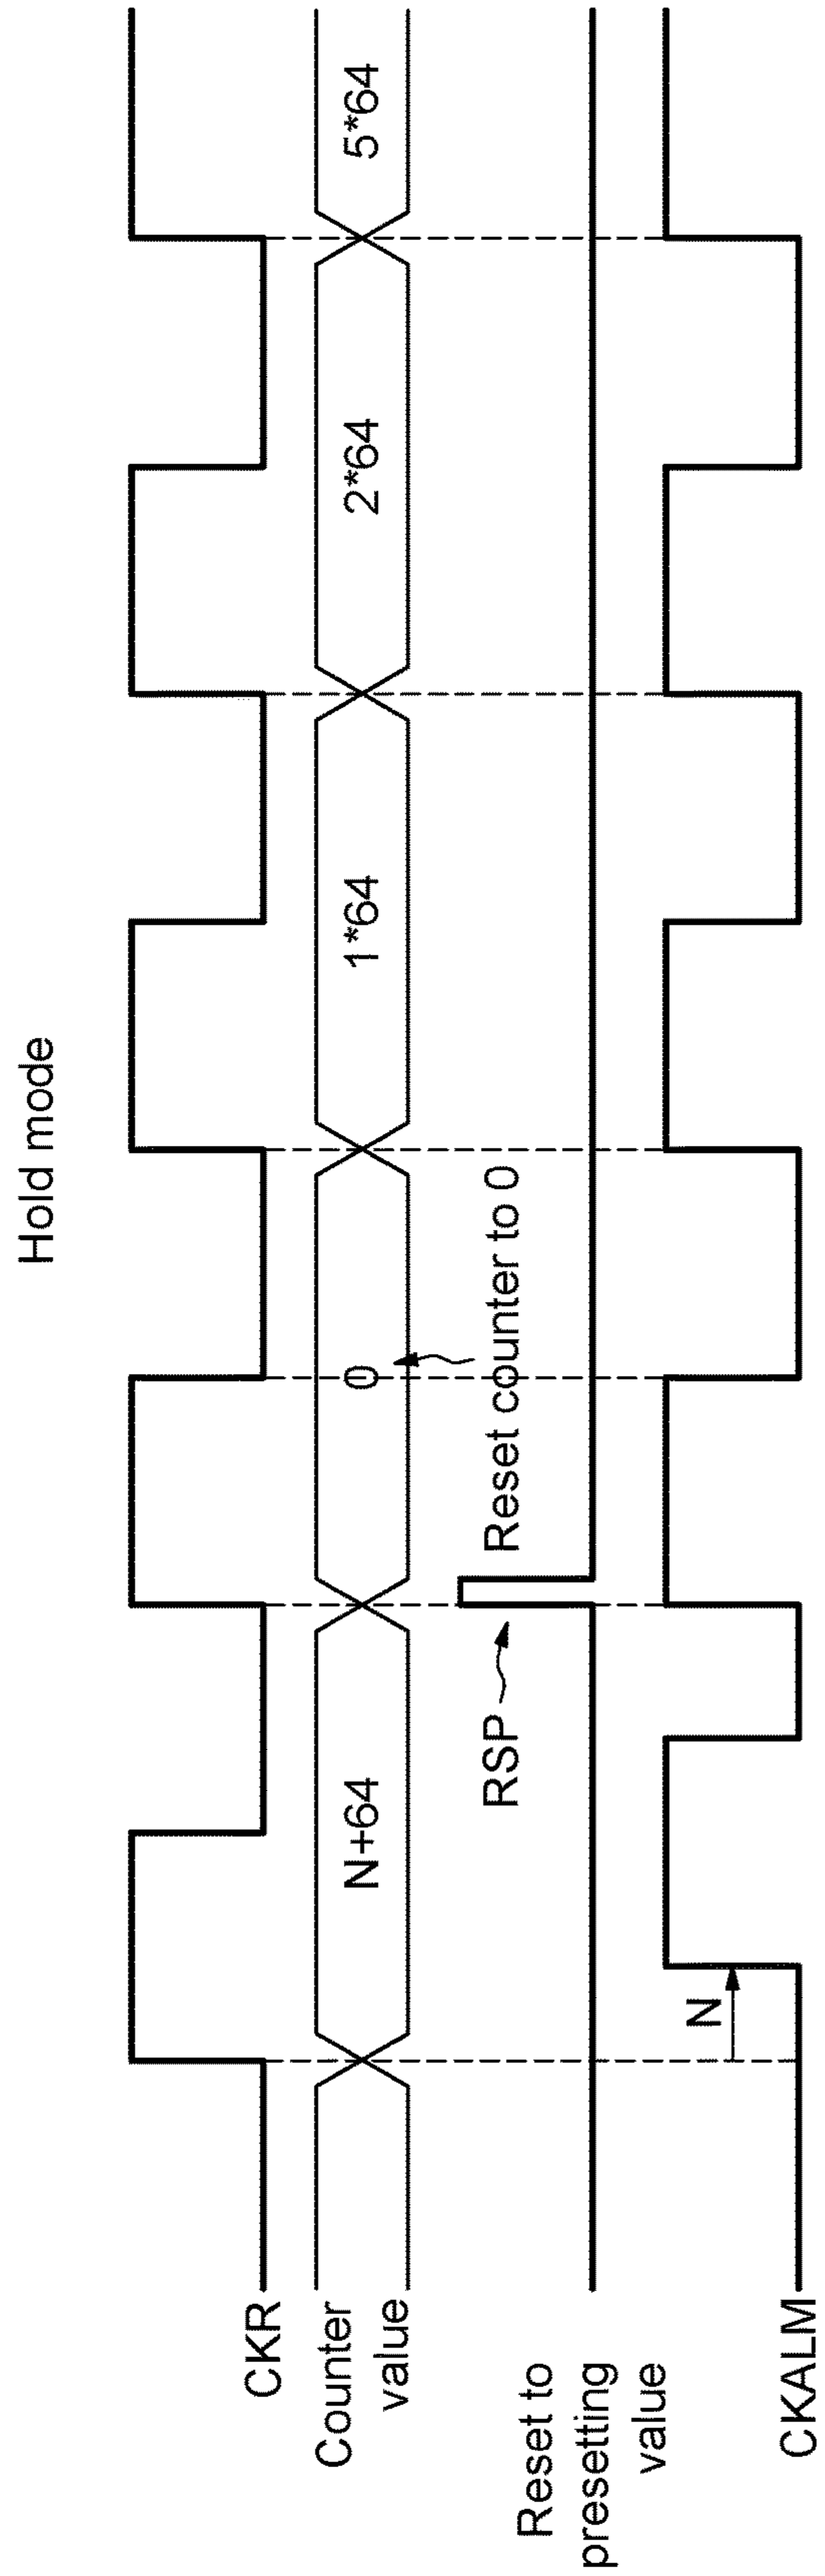 Hold mode
CKR
Counter
value
N+64
0
1*64
2*64
5*64
Reset to
presetting
value
RSP
Reset counter to 0
CKALM
N